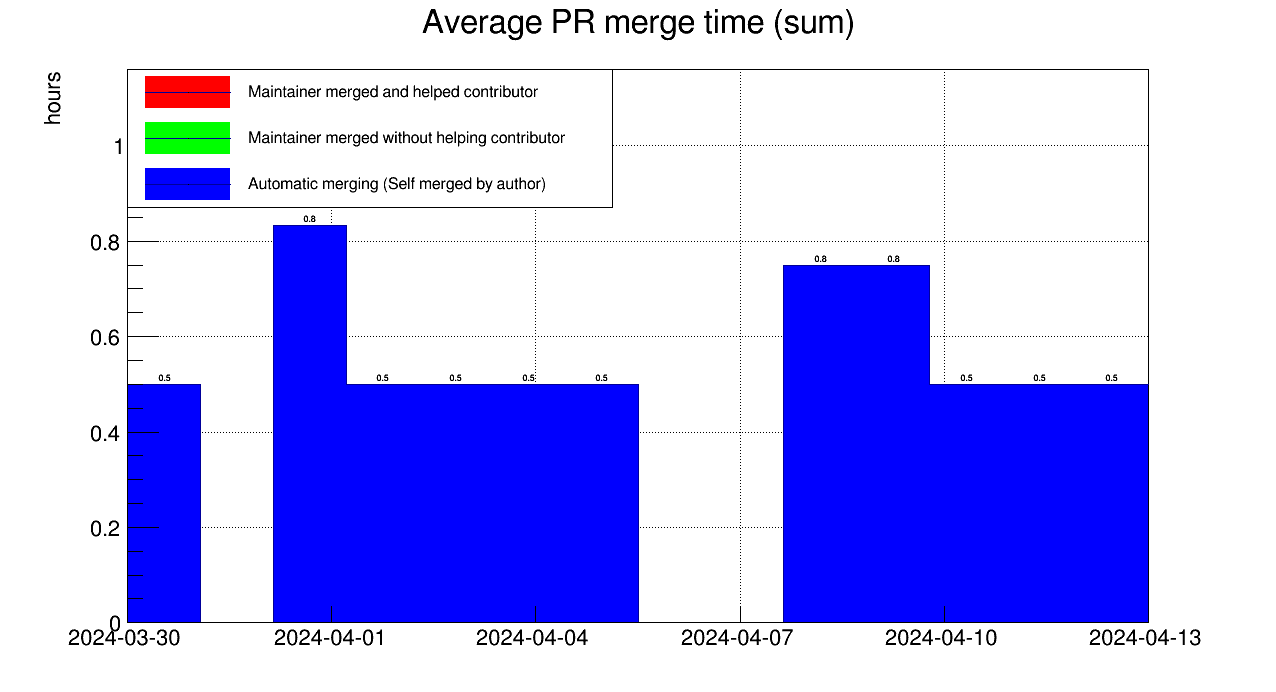 Average PR merge time (sum)
hours
Maintainer merged and helped contributor
Maintainer merged without helping contributor
Automatic merging (Self merged by author)
1
0.8
0.6
0.4
0.2
0
0.8
0.8 0.8
0.5 0.5 0.5 0.5 0.5 0.5 0.5 0.5
2024-03-30 2024-04-01 2024-04-04 2024-04-07 2024-04-10 2024-04-13